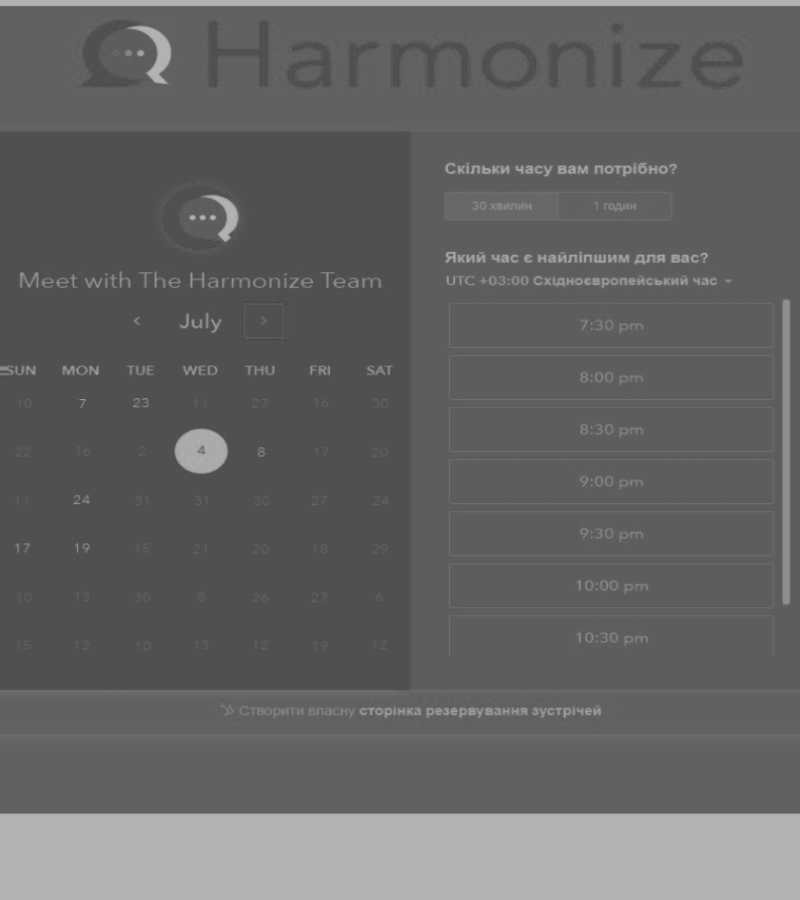 Harmonize
Meet with The Harmonize Team
July
SUN MON TUE WED THU FRI SAT
10 7 23 11 27 16 30
22 16 2 4 8 17 20
11 24 31 31 30 27 24
17 19 15 21 20 18 29
10 13 30 8 26 27 6
15 12 10 13 12 19 12
Скільки часу вам потрібно?
30 хвилин 1 годин
Який час є найліпшим для вас?
UTC +03:00 Східноєвропейський час
7:30 pm
8:00 pm
8:30 pm
9:00 pm
9:30 pm
10:00 pm
10:30 pm
Створити власну сторінка резервування зустрічей